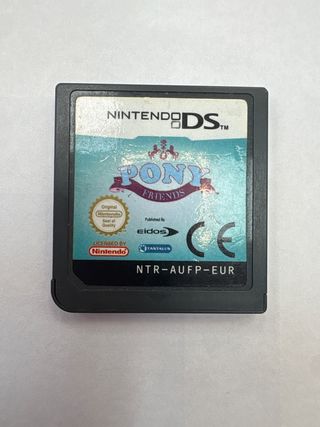 NINTENDO DS™
PONY
FRIENDS
Original
Nintendo
Seal of
Quality
Published By
eidos
TANTALUS
CE
LICENSED BY
Nintendo
NTR-AUFP-EUR